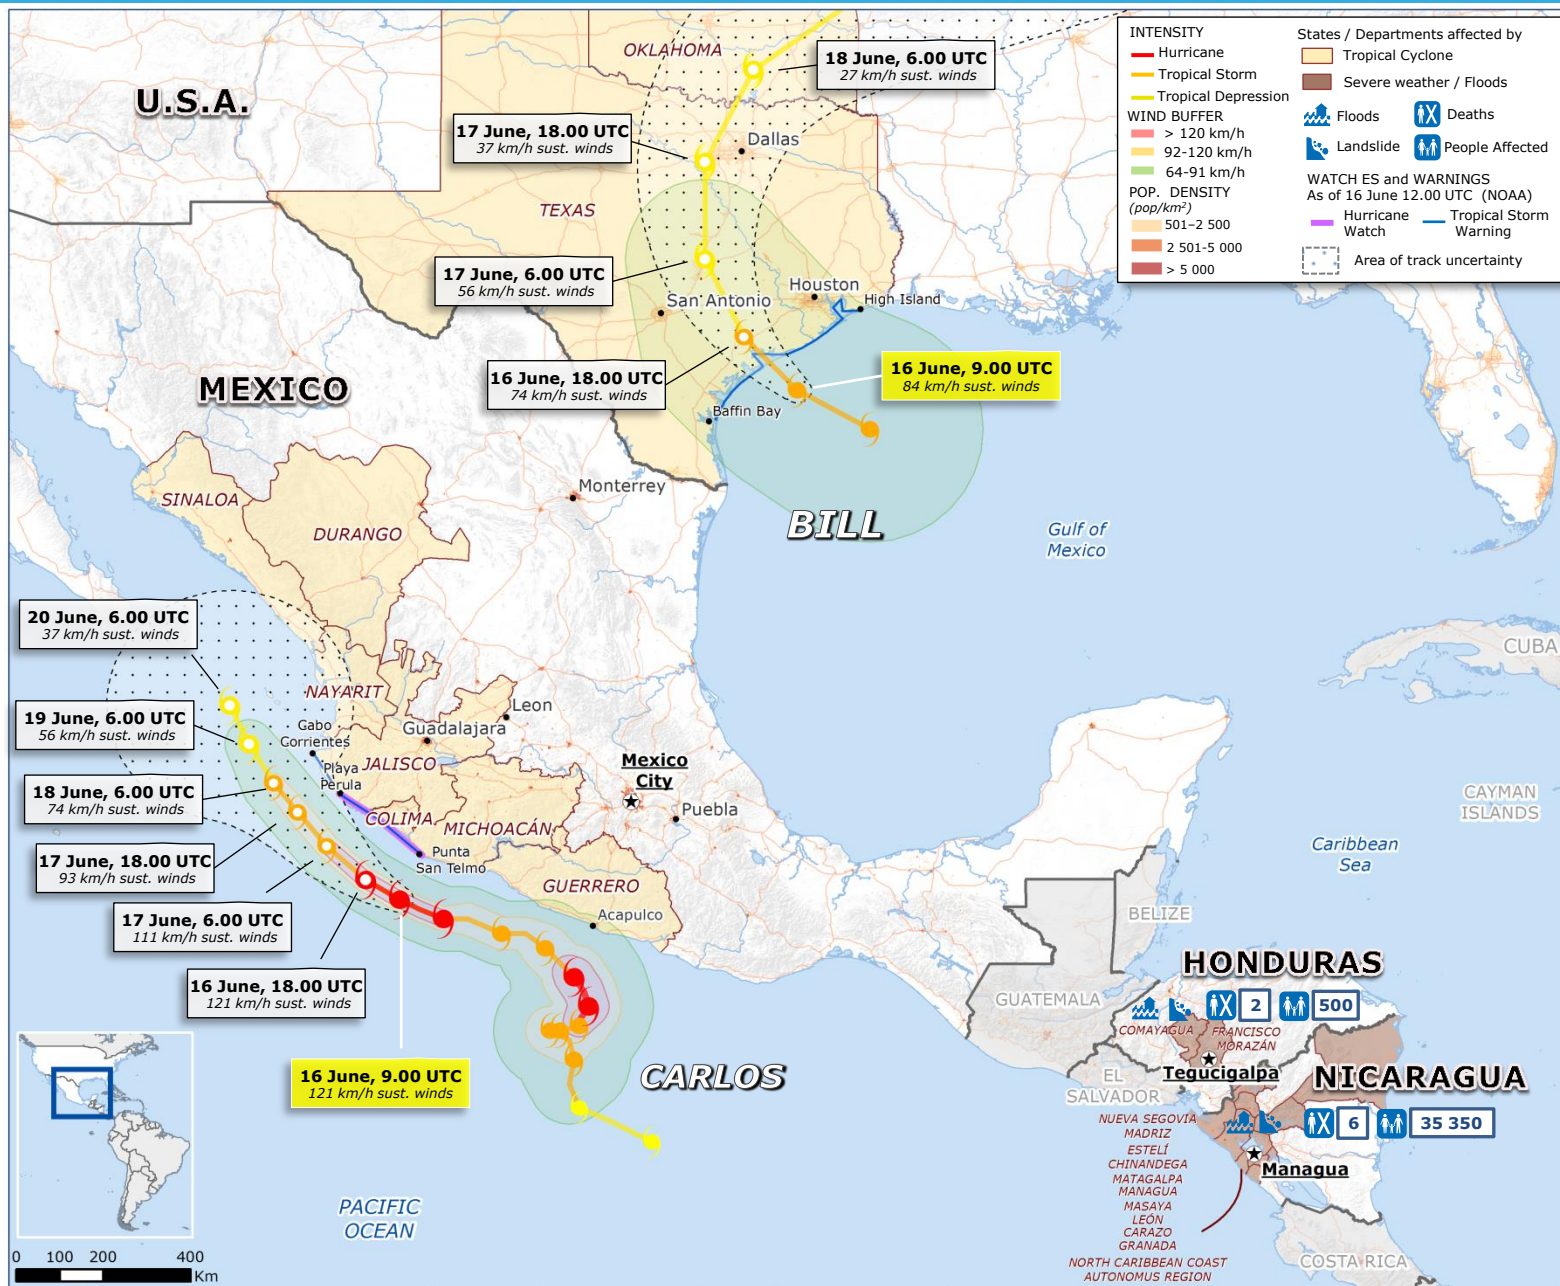 INTENSITY
Hurricane
Tropical Storm
Tropical Depression
WIND BUFFER
> 120 km/h
92-120 km/h
64-91 km/h
POP. DENSITY
(pop/km²)
501–2 500
2 501-5 000
> 5 000
States / Departments affected by
Tropical Cyclone
Severe weather / Floods
Floods
Deaths
Landslide
People Affected
WATCH ES and WARNINGS
As of 16 June 12.00 UTC (NOAA)
Hurricane
Watch
Tropical Storm
Warning
Area of track uncertainty
U.S.A.
OKLAHOMA
18 June, 6.00 UTC
27 km/h sust. winds
17 June, 18.00 UTC
37 km/h sust. winds
Dallas
TEXAS
17 June, 6.00 UTC
56 km/h sust. winds
San Antonio
Houston
High Island
16 June, 18.00 UTC
74 km/h sust. winds
16 June, 9.00 UTC
84 km/h sust. winds
MEXICO
Baffin Bay
Monterrey
SINALOA
DURANGO
BILL
Gulf of
Mexico
20 June, 6.00 UTC
37 km/h sust. winds
CUBA
NAYARIT
19 June, 6.00 UTC
56 km/h sust. winds
Gabo
Corrientes
Leon
Guadalajara
JALISCO
Playa
Perula
Mexico
City
18 June, 6.00 UTC
74 km/h sust. winds
COLIMA
MICHOACÁN
Puebla
CAYMAN
ISLANDS
17 June, 18.00 UTC
93 km/h sust. winds
Punta
San Telmo
Caribbean
Sea
GUERRERO
17 June, 6.00 UTC
111 km/h sust. winds
Acapulco
BELIZE
16 June, 18.00 UTC
121 km/h sust. winds
GUATEMALA
HONDURAS
2
500
COMAYAGUA
FRANCISCO
MORAZÁN
16 June, 9.00 UTC
121 km/h sust. winds
CARLOS
Tegucigalpa
EL
SALVADOR
NICARAGUA
6
35 350
NUEVA SEGOVIA
MADRIZ
ESTELÍ
CHINANDEGA
MATAGALPA
MANAGUA
MASAYA
LEÓN
CARAZO
GRANADA
NORTH CARIBBEAN COAST
AUTONOMUS REGION
Managua
COSTA RICA
PACIFIC
OCEAN
0 100 200 400
Km